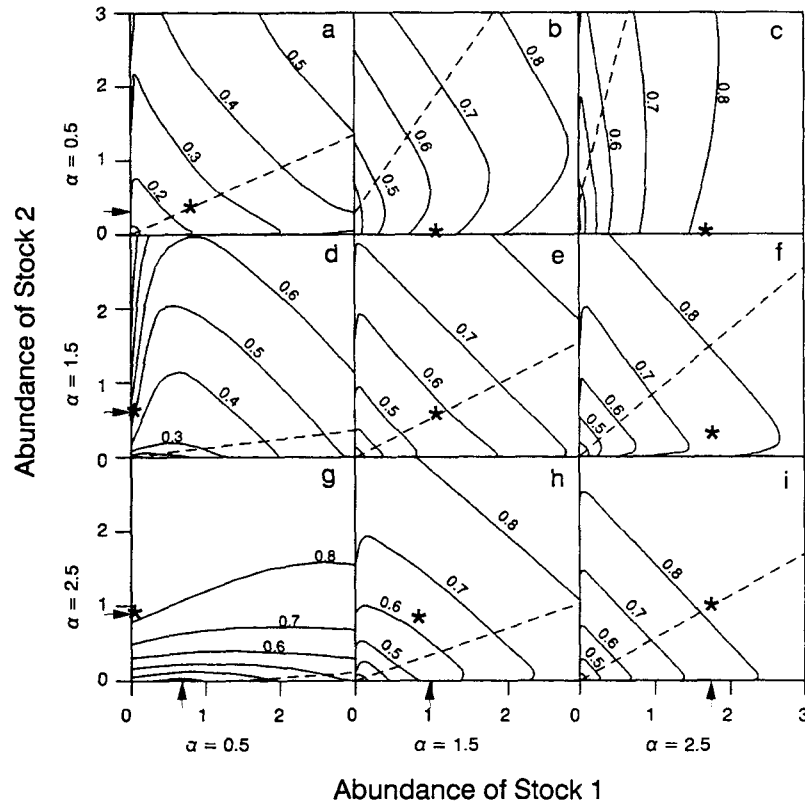 3
2
1
0
α = 0.5
a
0.5
0.4
0.3
0.2
b
0.8
0.7
0.6
0.5
c
0.8
0.7
0.6
Abundance of Stock 2
2
1
0
α = 1.5
d
0.6
0.5
0.4
0.3
e
0.7
0.6
0.5
f
0.8
0.7
0.6
0.5
2
1
0
α = 2.5
g
0.8
0.7
0.6
h
0.8
0.7
0.6
0.5
i
0.8
0.7
0.6
0.5
0 1 2 0 1 2 0 1 2 3
α = 0.5 α = 1.5 α = 2.5
Abundance of Stock 1